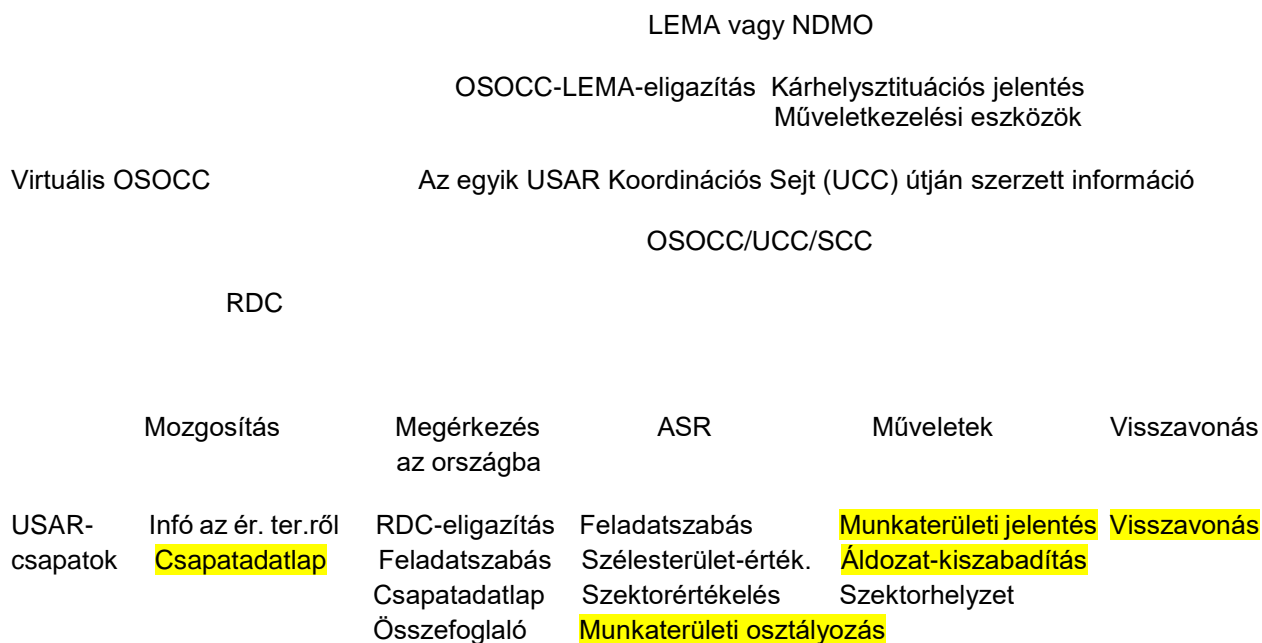 LEMA vagy NDMO
OSOCC-LEMA-eligazítás Kárhelysztituációs jelentés
Műveletkezelési eszközök
Virtuális OSOCC Az egyik USAR Koordinációs Sejt (UCC) útján szerzett információ
OSOCC/UCC/SCC
RDC
Mozgosítás Megérkezés ASR Műveletek Visszavonás
az országba
USAR- Infó az ér. ter.ről RDC-eligazítás Feladatszabás Munkaterületi jelentés Visszavonás
csapatok Csapatadatlap Feladatszabás Szélesterület-érték. Áldozat-kiszabadítás
Csapatadatlap Szektorértékelés Szektorhelyzet
Összefoglaló Munkaterületi osztályozás